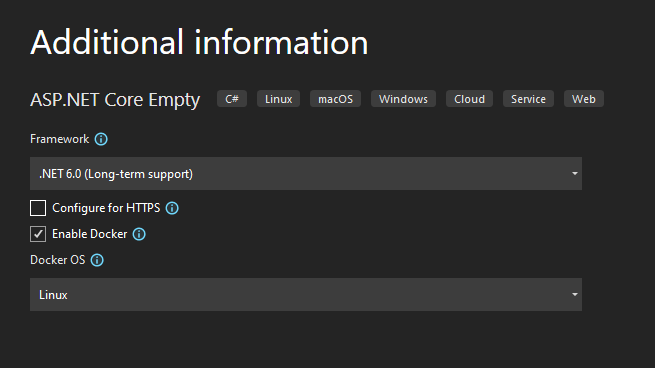 Additional information
ASP.NET Core Empty C# Linux macOS Windows Cloud Service Web
Framework
.NET 6.0 (Long-term support)
Configure for HTTPS
Enable Docker
Docker OS
Linux